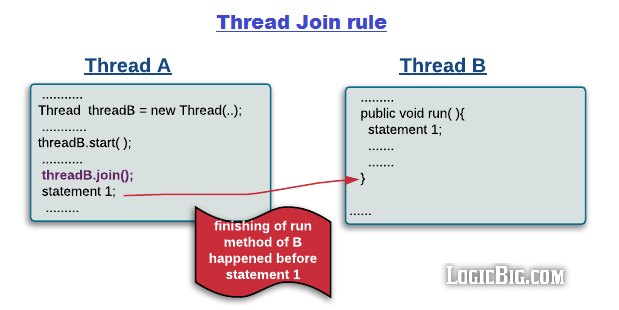 Thread Join rule
Thread A
...........
Thread  threadB = new Thread(..);
............
threadB.start( );
...........
threadB.join();
statement 1;
.........
Thread B
.........
public void run( ){
statement 1;
.......
.......
}
......
finishing of run
method of B
happened before
statement 1
LogicBig.com